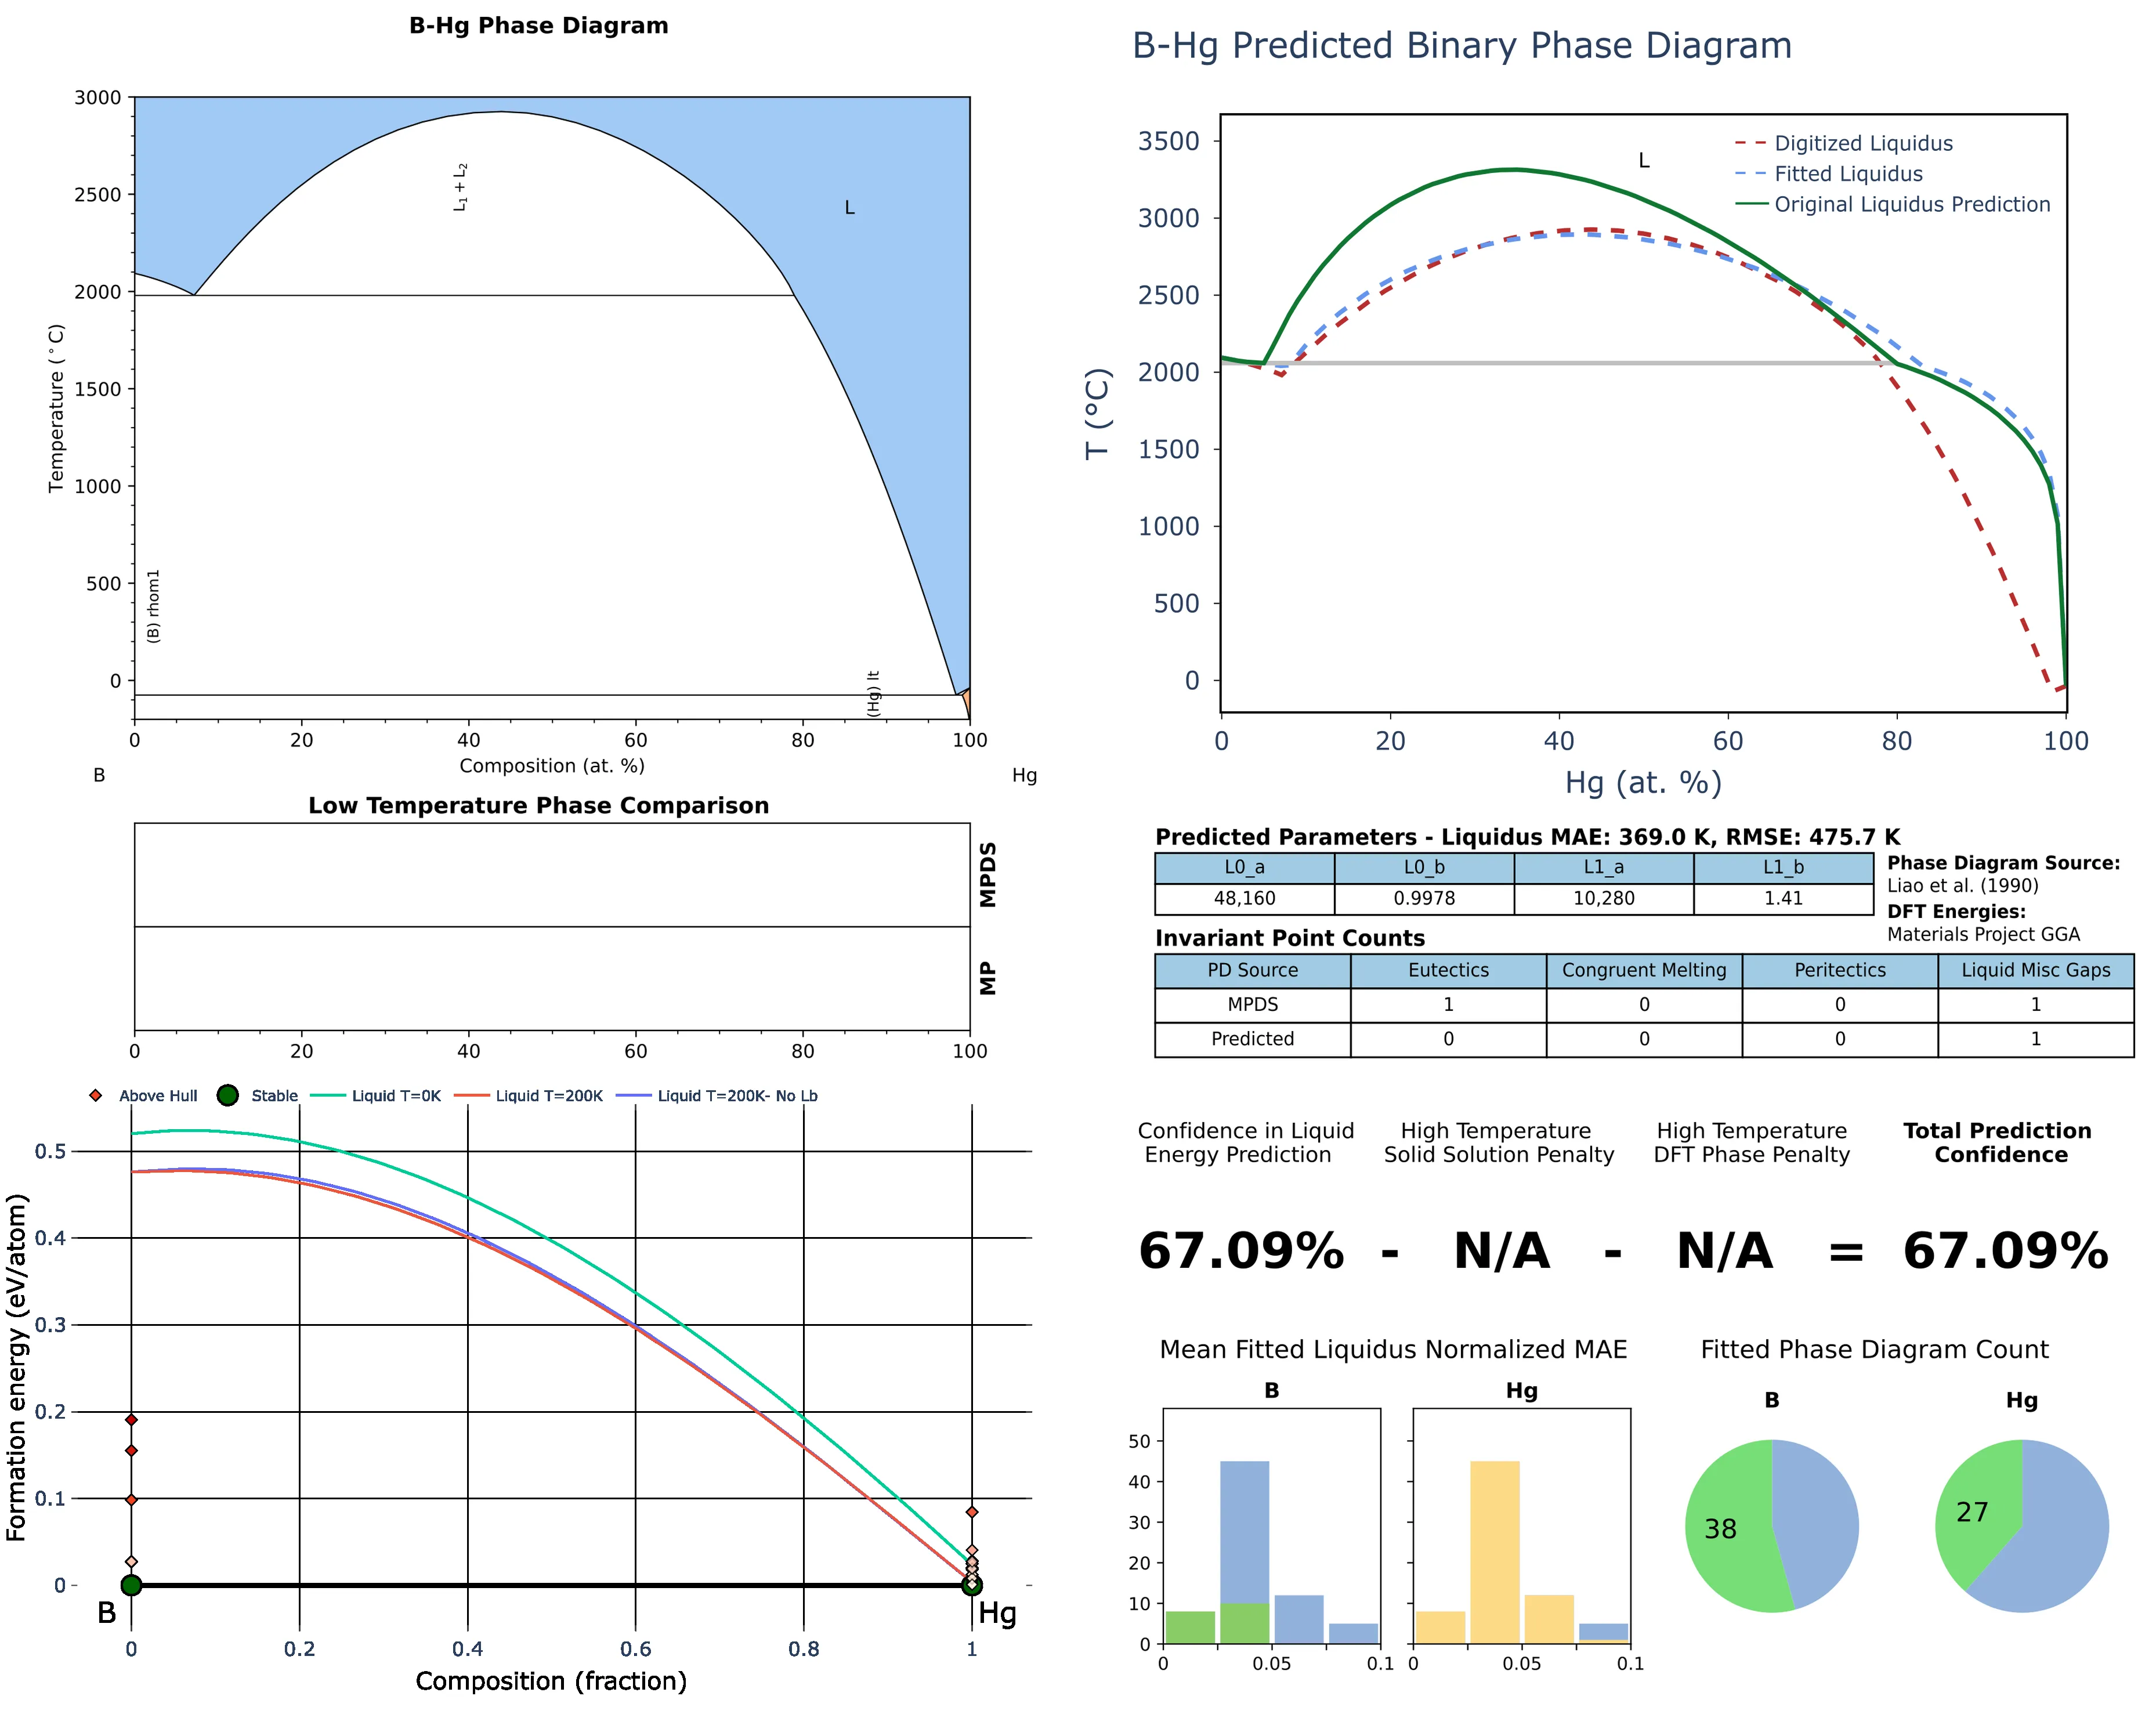 B-Hg Phase Diagram
3000
2500
2000
1500
1000
500
0
Temperature (°C)
L1 + L2
L
(B) rhom1
(Hg) lt
0 20 40 60 80 100
Composition (at. %)
B Hg
Low Temperature Phase Comparison
MPDS
MP
0 20 40 60 80 100
Above Hull Stable Liquid T=0K Liquid T=200K Liquid T=200K- No Lb
0.5
0.4
0.3
0.2
0.1
0
Formation energy (eV/atom)
B Hg
0 0.2 0.4 0.6 0.8 1
Composition (fraction)
B-Hg Predicted Binary Phase Diagram
3500
3000
2500
2000
1500
1000
500
0
T (°C)
L
Digitized Liquidus
Fitted Liquidus
Original Liquidus Prediction
0 20 40 60 80 100
Hg (at. %)
Predicted Parameters - Liquidus MAE: 369.0 K, RMSE: 475.7 K
L0_a L0_b L1_a L1_b
48,160 0.9978 10,280 1.41
Phase Diagram Source:
Liao et al. (1990)
DFT Energies:
Materials Project GGA
Invariant Point Counts
PD Source Eutectics Congruent Melting Peritectics Liquid Misc Gaps
MPDS 1 0 0 1
Predicted 0 0 0 1
Confidence in Liquid
Energy Prediction
High Temperature
Solid Solution Penalty
High Temperature
DFT Phase Penalty
Total Prediction
Confidence
67.09% - N/A - N/A = 67.09%
Mean Fitted Liquidus Normalized MAE
B Hg
50
40
30
20
10
0
0 0.05 0.1 0 0.05 0.1
Fitted Phase Diagram Count
B Hg
38 27